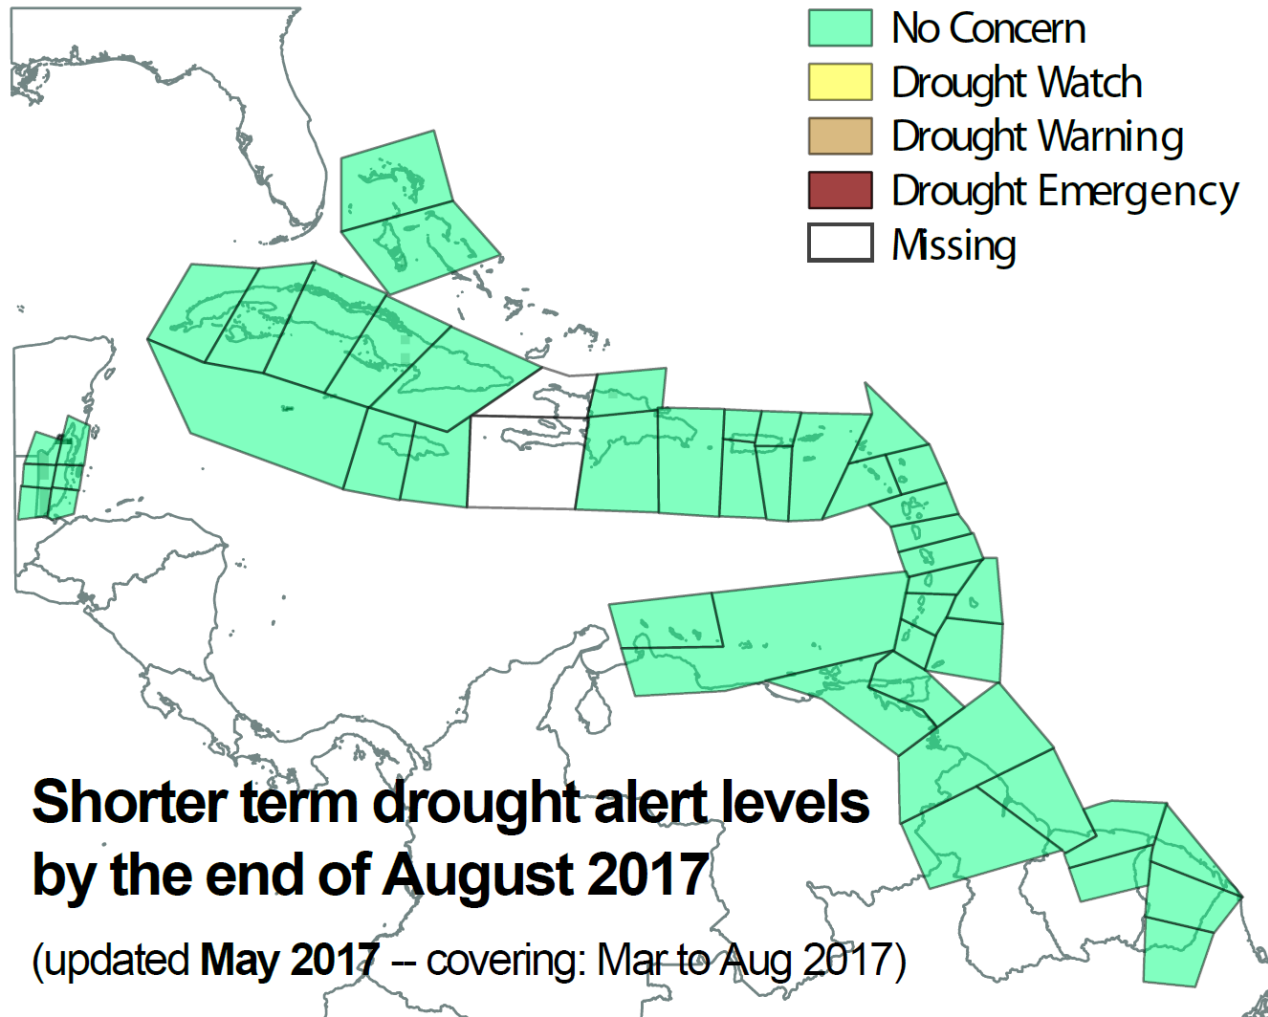 No Concern
Drought Watch
Drought Warning
Drought Emergency
Missing
Shorter term drought alert levels
by the end of August 2017
(updated May 2017 -- covering: Mar to Aug 2017)